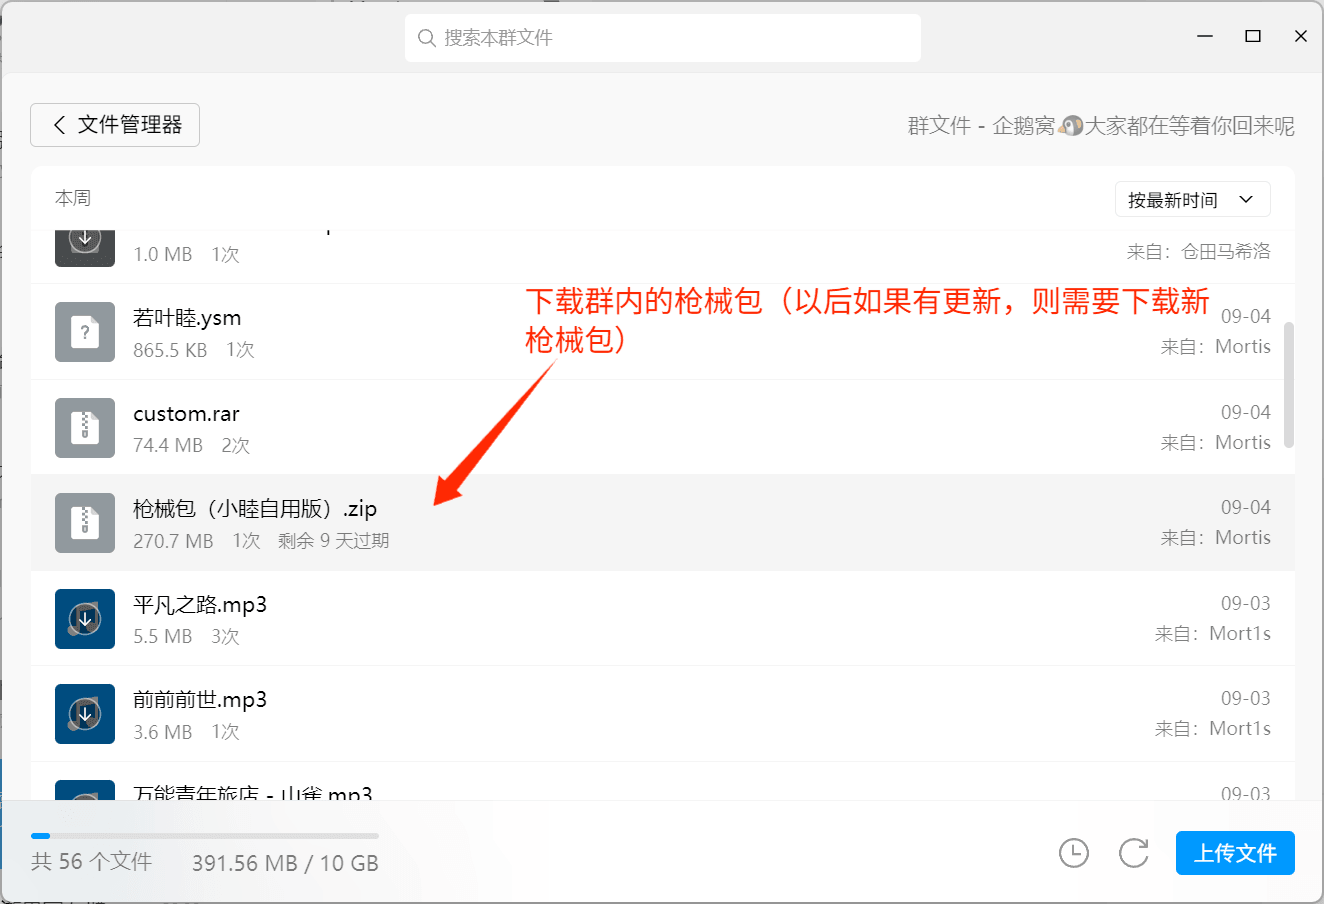 搜索本群文件
文件管理器
群文件 - 企鹅窝🐧大家都在等着你回来呢
本周
按最新时间
1.0 MB 1次
来自：仓田马希洛
下载群内的枪械包（以后如果有更新，则需要下载新
枪械包）
若叶睦.ysm
09-04
865.5 KB 1次
来自：Mortis
custom.rar
09-04
74.4 MB 2次
来自：Mortis
枪械包（小睦自用版）.zip
09-04
270.7 MB 1次 剩余 9 天过期
来自：Mortis
平凡之路.mp3
09-03
5.5 MB 3次
来自：Mort1s
前前前世.mp3
09-03
3.6 MB 1次
来自：Mort1s
万能青年旅店 - 山雀.mp3
09-03
共 56 个文件
391.56 MB / 10 GB
上传文件